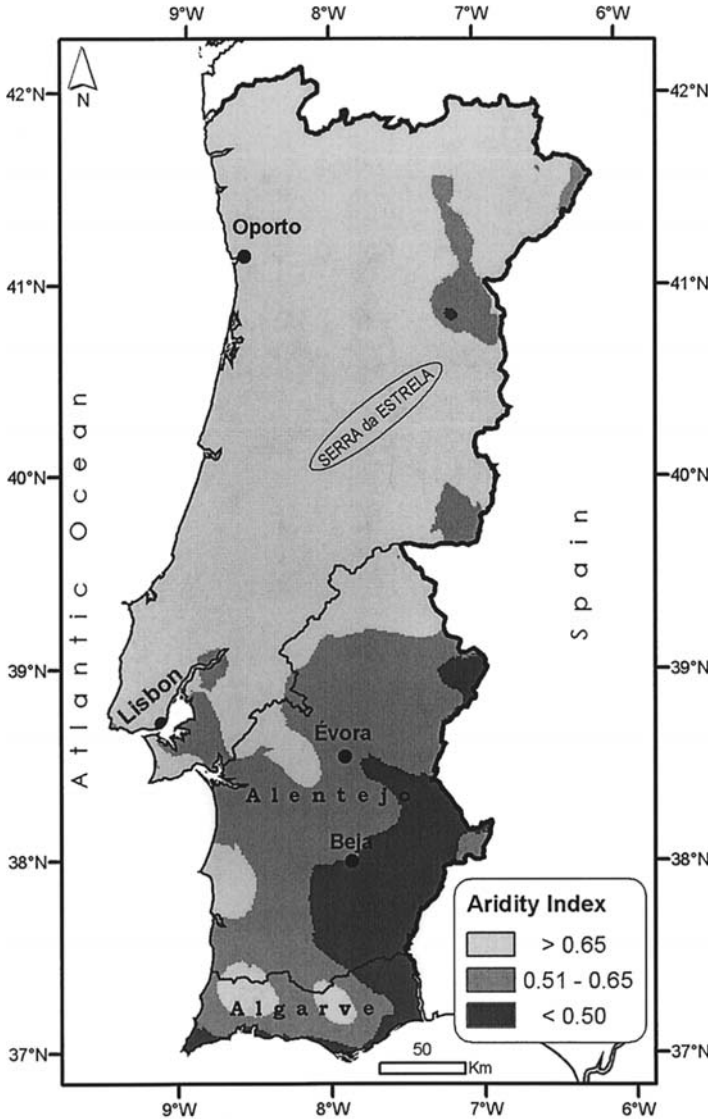 9°W 8°W 7°W 6°W
N
42°N 42°N
Oporto
41°N 41°N
SERRA da ESTRELA
40°N 40°N
Atlantic Ocean
Spain
39°N 39°N
Lisbon
Évora
Alentejo
Beja
38°N 38°N
Aridity Index
> 0.65
0.51 - 0.65
< 0.50
Algarve
37°N 37°N
50
Km
9°W 8°W 7°W 6°W